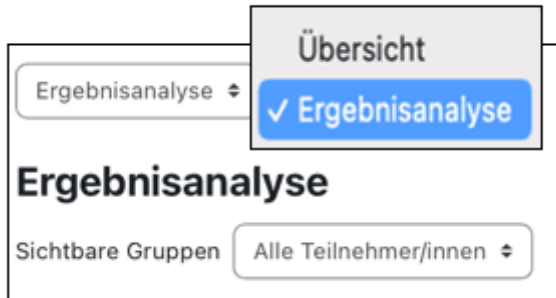 Übersicht
Ergebnisanalyse
✓ Ergebnisanalyse
Ergebnisanalyse
Sichtbare Gruppen Alle Teilnehmer/innen